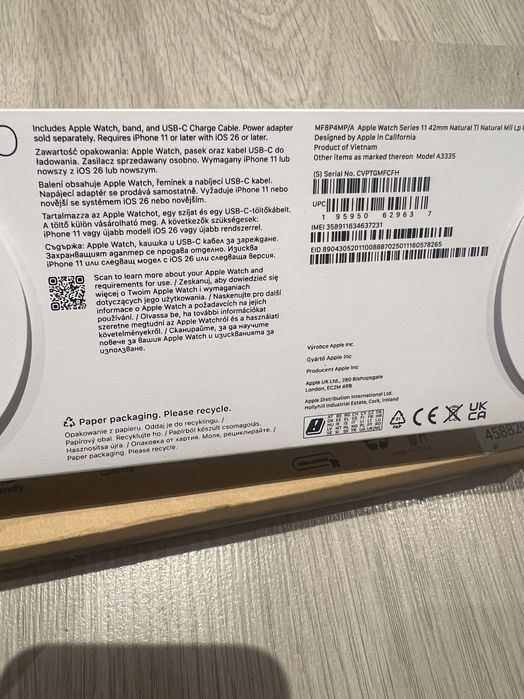 Includes Apple Watch, band, and USB-C Charge Cable. Power adapter
sold separately. Requires iPhone 11 or later with iOS 26 or later.
Zawartość opakowania: Apple Watch, pasek oraz kabel USB-C do
ładowania. Zasilacz sprzedawany osobno. Wymagany iPhone 11 lub
nowszy z iOS 26 lub nowszym.
Balení obsahuje Apple Watch, řemínek a nabíjecí USB-C kabel.
Napájecí adaptér se prodává samostatně. Vyžaduje iPhone 11 nebo
novější se systémem iOS 26 nebo novějším.
Tartalmazza az Apple Watchot, egy szíjat és egy USB-C-töltőkábelt.
A töltő külön vásárolható meg. A következők szükségesek:
iPhone 11 vagy újabb modell iOS 26 vagy újabb rendszerrel.
Съдържа: Apple Watch, каишка и USB-C кабел за зареждане.
Захранващият адаптер се продава отделно. Изисква
iPhone 11 или следващ модел с iOS 26 или следваща версия.
Scan to learn more about your Apple Watch and
requirements for use. / Zeskanuj, aby dowiedzieć się
więcej o Twoim Apple Watch i wymaganiach
dotyczących jego użytkowania. / Naskenujte pro další
informace o Apple Watch a požadavcích na jejich
používání. / Olvassa be, ha további információkat
szeretne megtudni az Apple Watchról és a használati
követelményekről. / Сканирайте, за да научите
повече за вашия Apple Watch и изискванията за
използване.
Paper packaging. Please recycle.
Opakowanie z papieru. Oddaj je do recyklingu. /
Papírový obal. Recyklujte ho. / Papírból készült csomagolás.
Hasznosítsa újra. / Опаковка от хартия. Моля, рециклирайте. /
Paper packaging. Please recycle.
MF8P4MP/A Apple Watch Series 11 42mm Natural Ti Natural Mil Lp
Designed by Apple in California
Product of Vietnam
Other items as marked thereon Model A3335
(S) Serial No. CVPTGMFCFH
UPC
1 95950 62963 7
IMEI 358911634637231
EID 89043052011008887025011160578265
Výrobce Apple Inc
Gyártó Apple Inc
Producent Apple Inc
Apple UK Ltd., 280 Bishopsgate
London, EC2M 4RB
Apple Distribution International Ltd.
Hollyhill Industrial Estate, Cork, Ireland
PAP
CE
UK
CA
45882